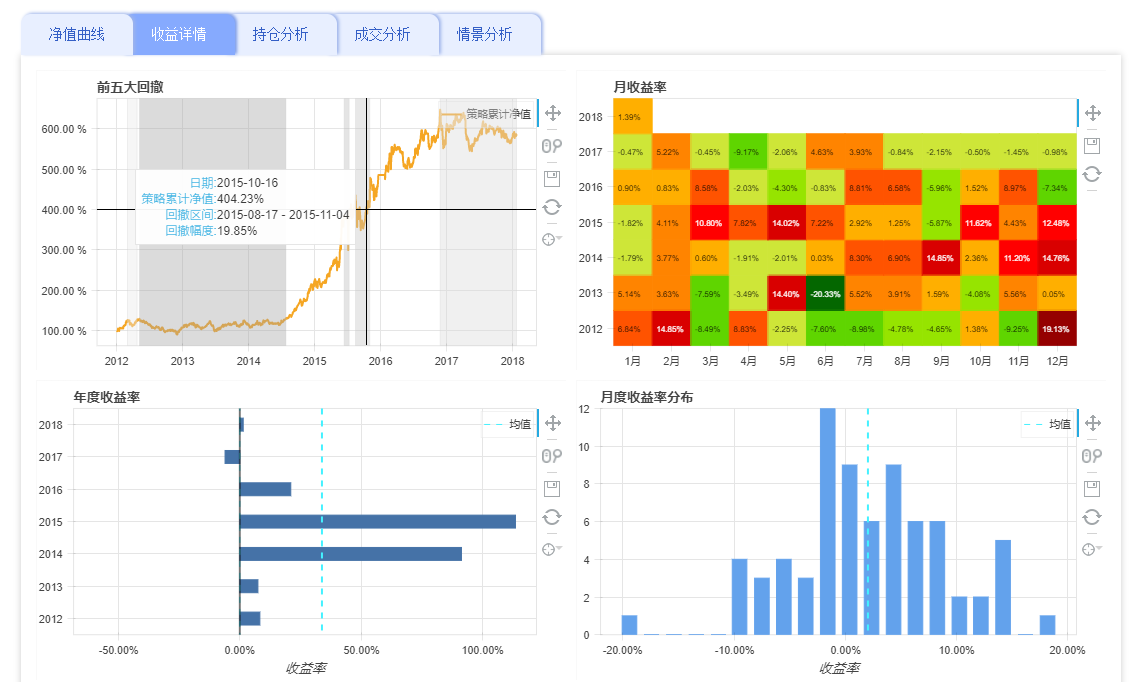 净值曲线 收益详情 持仓分析 成交分析 情景分析
前五大回撤
策略累计净值
600.00 %
500.00 %
400.00 %
300.00 %
200.00 %
100.00 %
日期:2015-10-16
策略累计净值:404.23%
回撤区间:2015-08-17 - 2015-11-04
回撤幅度:19.85%
2012 2013 2014 2015 2016 2017 2018
月收益率
2018 1.39%
2017 -0.47% 5.22% -0.45% -9.17% -2.06% 4.63% 3.93% -0.84% -2.15% -0.50% -1.45% -0.98%
2016 0.90% 0.83% 8.58% -2.03% -4.30% -0.83% 8.81% 6.58% -5.96% 1.52% 8.97% -7.34%
2015 -1.82% 4.11% 10.80% 7.82% 14.02% 7.22% 2.92% 1.25% -5.87% 11.62% 4.43% 12.48%
2014 -1.79% 3.77% 0.60% -1.91% -2.01% 0.03% 8.30% 6.90% 14.85% 2.36% 11.20% 14.76%
2013 5.14% 3.63% -7.59% -3.49% 14.40% -20.33% 5.52% 3.91% 1.59% -4.08% 5.56% 0.05%
2012 6.84% 14.85% -8.49% 8.83% -2.25% -7.60% -8.98% -4.78% -4.65% 1.38% -9.25% 19.13%
1月 2月 3月 4月 5月 6月 7月 8月 9月 10月 11月 12月
年度收益率
均值
2018
2017
2016
2015
2014
2013
2012
-50.00% 0.00% 50.00% 100.00%
收益率
月度收益率分布
均值
12
10
8
6
4
2
0
-20.00% -10.00% 0.00% 10.00% 20.00%
收益率